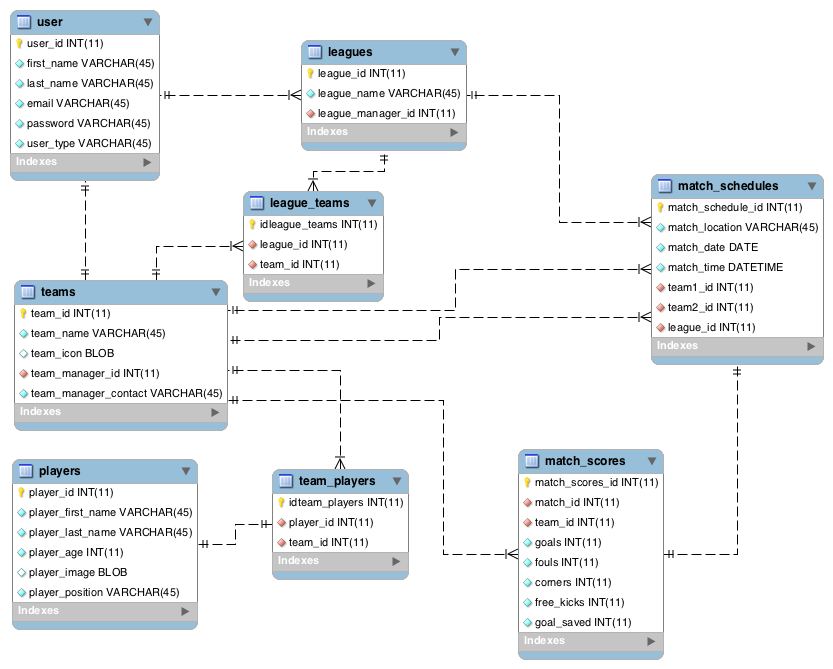 user
user_id INT(11)
first_name VARCHAR(45)
last_name VARCHAR(45)
email VARCHAR(45)
password VARCHAR(45)
user_type VARCHAR(45)
Indexes
leagues
league_id INT(11)
league_name VARCHAR(45)
league_manager_id INT(11)
Indexes
league_teams
idleague_teams INT(11)
league_id INT(11)
team_id INT(11)
Indexes
match_schedules
match_schedule_id INT(11)
match_location VARCHAR(45)
match_date DATE
match_time DATETIME
team1_id INT(11)
team2_id INT(11)
league_id INT(11)
Indexes
teams
team_id INT(11)
team_name VARCHAR(45)
team_icon BLOB
team_manager_id INT(11)
team_manager_contact VARCHAR(45)
Indexes
players
player_id INT(11)
player_first_name VARCHAR(45)
player_last_name VARCHAR(45)
player_age INT(11)
player_image BLOB
player_position VARCHAR(45)
Indexes
team_players
idteam_players INT(11)
player_id INT(11)
team_id INT(11)
Indexes
match_scores
match_scores_id INT(11)
match_id INT(11)
team_id INT(11)
goals INT(11)
fouls INT(11)
corners INT(11)
free_kicks INT(11)
goal_saved INT(11)
Indexes